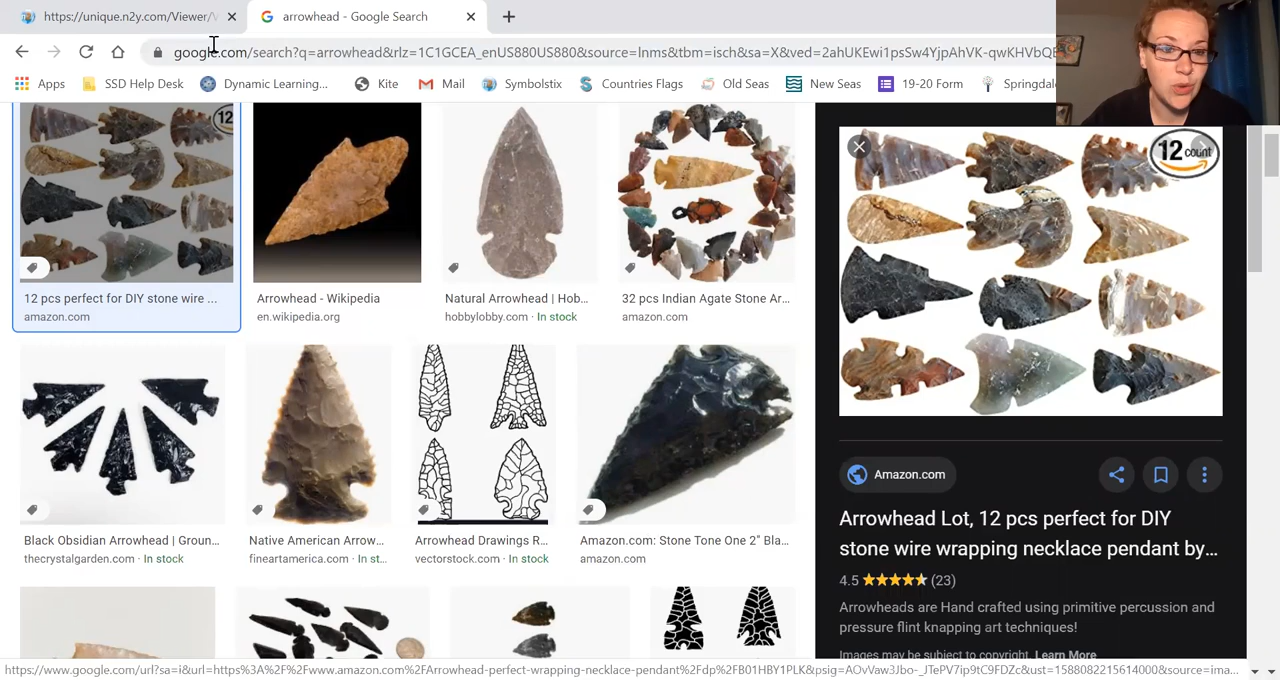 https://unique.n2y.com/Viewer/V
arrowhead - Google Search
google.com/search?q=arrowhead&rlz=1C1GCEA_enUS880US880&source=lnms&tbm=isch&sa=X&ved=2ahUKEwi1psSw4YjpAhVK-qwKHVbQE
Apps
SSD Help Desk
Dynamic Learning...
Kite
Mail
Symbolstix
Countries Flags
Old Seas
New Seas
19-20 Form
Springdal
12
12 count
12 pcs perfect for DIY stone wire ...
amazon.com
Arrowhead - Wikipedia
en.wikipedia.org
Natural Arrowhead | Hob...
hobbylobby.com · In stock
32 pcs Indian Agate Stone Ar...
amazon.com
Black Obsidian Arrowhead | Groun...
thecrystalgarden.com · In stock
Native American Arrow...
fineartamerica.com · In st...
Arrowhead Drawings R...
vectorstock.com · In stock
Amazon.com: Stone Tone One 2" Bla...
amazon.com
Amazon.com
Arrowhead Lot, 12 pcs perfect for DIY
stone wire wrapping necklace pendant by...
4.5 (23)
Arrowheads are Hand crafted using primitive percussion and
pressure flint knapping art techniques!
Images may be subject to copyright. Learn More
https://www.google.com/url?sa=i&url=https%3A%2F%2Fwww.amazon.com%2FArrowhead-perfect-wrapping-necklace-pendant%2Fdp%2FB01HBY1PLK&psig=AOvVaw3Jbo-_JTePV7ip9tC9FDZc&ust=1588082215614000&source=ima...